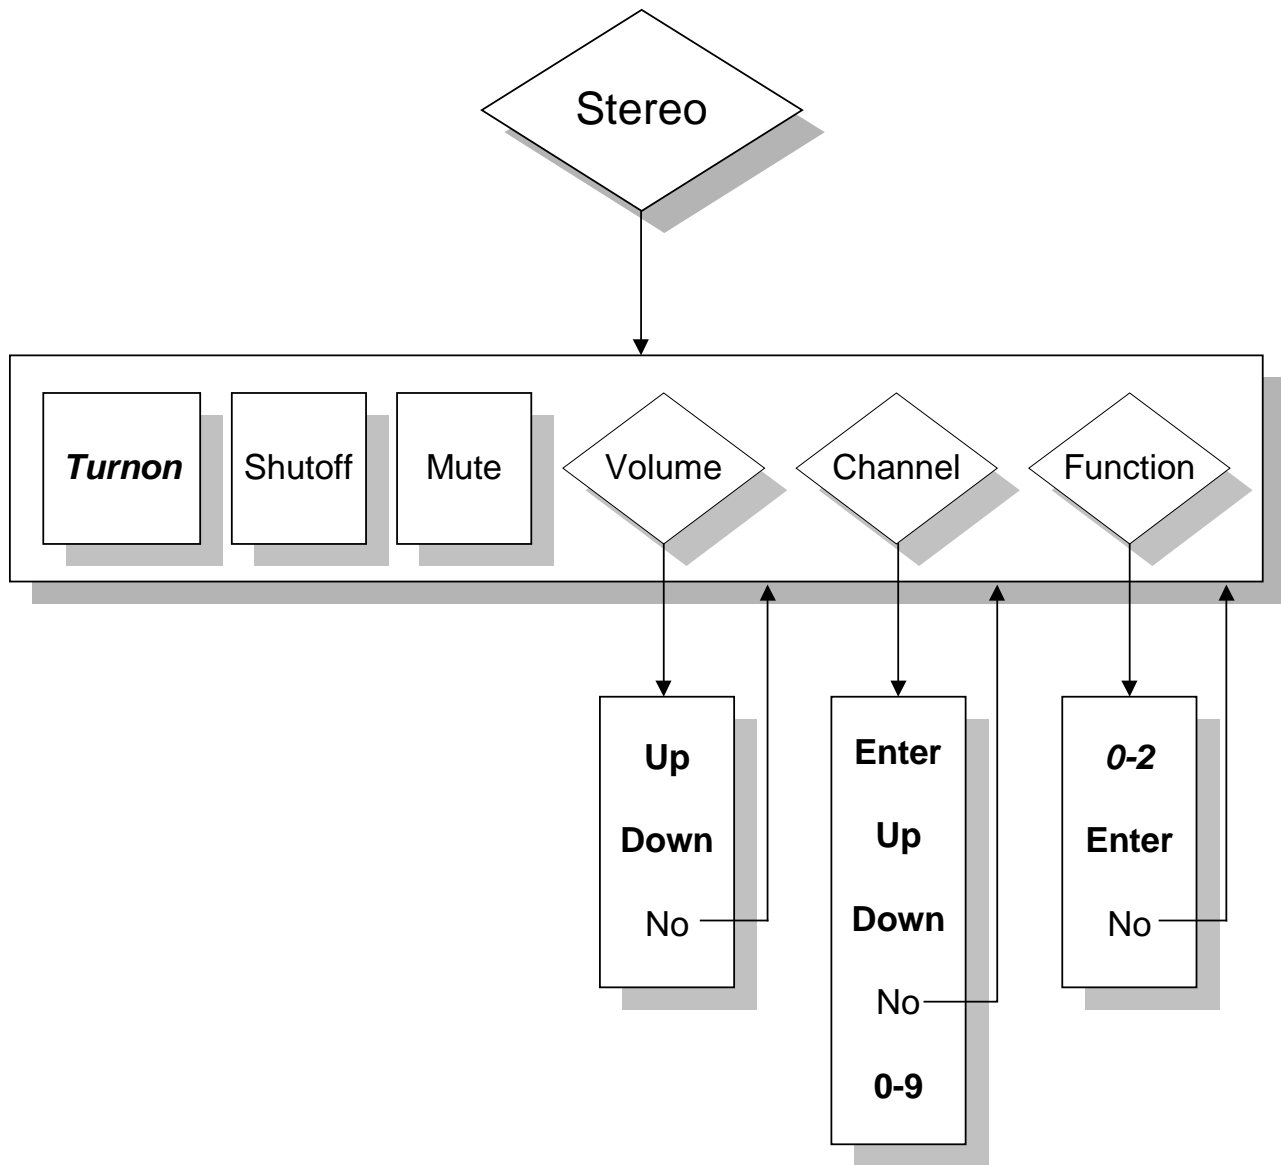 Stereo
Turnon Shutoff Mute Volume Channel Function
Up
Down
No
Enter
Up
Down
No
0-9
0-2
Enter
No